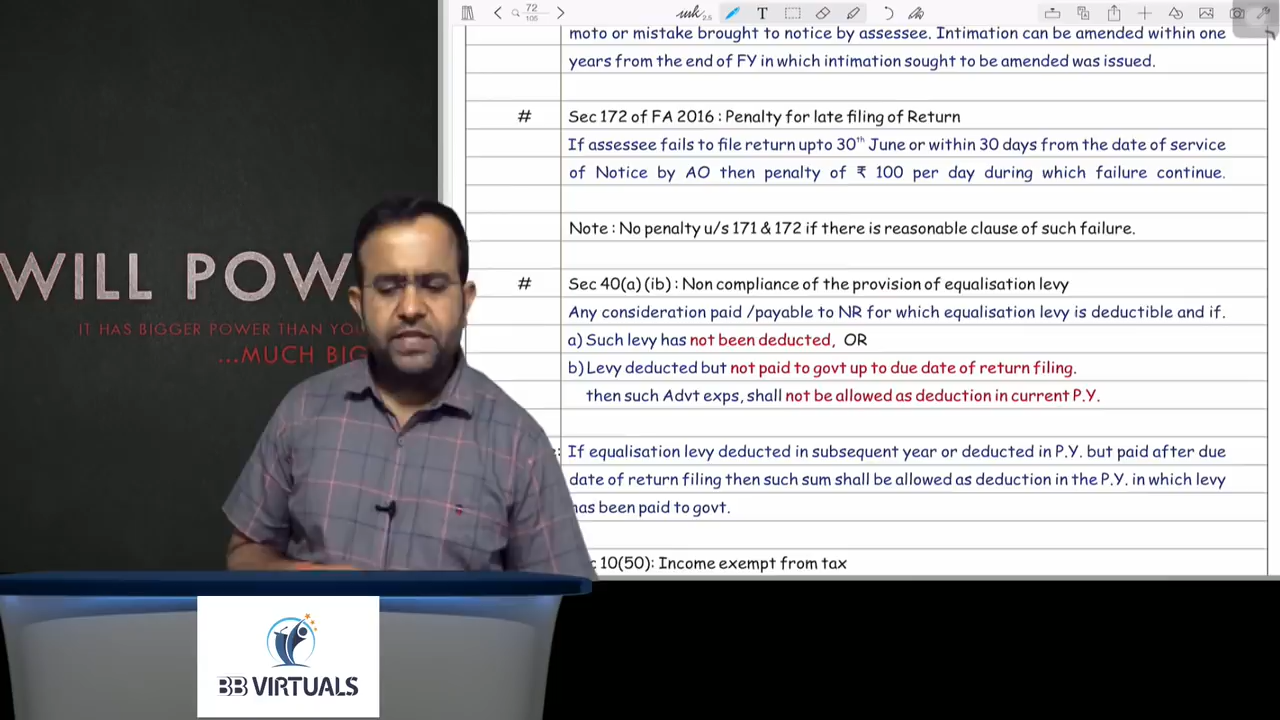 72
105
2.5
T
moto or mistake brought to notice by assessee. Intimation can be amended within one
years from the end of FY in which intimation sought to be amended was issued.
# Sec 172 of FA 2016 : Penalty for late filing of Return
If assessee fails to file return upto 30th June or within 30 days from the date of service
of Notice by AO then penalty of ₹ 100 per day during which failure continue.
Note : No penalty u/s 171 & 172 if there is reasonable clause of such failure.
# Sec 40(a) (ib) : Non compliance of the provision of equalisation levy
Any consideration paid /payable to NR for which equalisation levy is deductible and if.
a) Such levy has not been deducted, OR
b) Levy deducted but not paid to govt up to due date of return filing.
then such Advt exps, shall not be allowed as deduction in current P.Y.
If equalisation levy deducted in subsequent year or deducted in P.Y. but paid after due
date of return filing then such sum shall be allowed as deduction in the P.Y. in which levy
has been paid to govt.
10(50): Income exempt from tax
WILL POW
IT HAS BIGGER POWER THAN YOU
...MUCH BIG
BB VIRTUALS